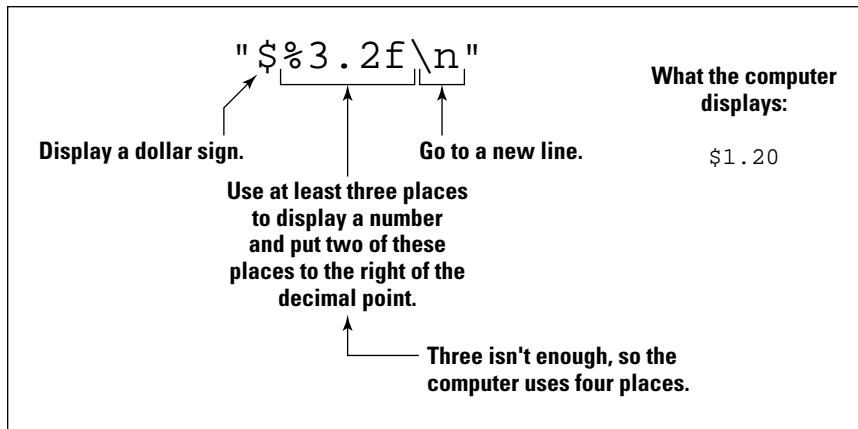 "$%3.2f\n"
What the computer
displays:
$1.20
Display a dollar sign.
Go to a new line.
Use at least three places
to display a number
and put two of these
places to the right of the
decimal point.
Three isn't enough, so the
computer uses four places.